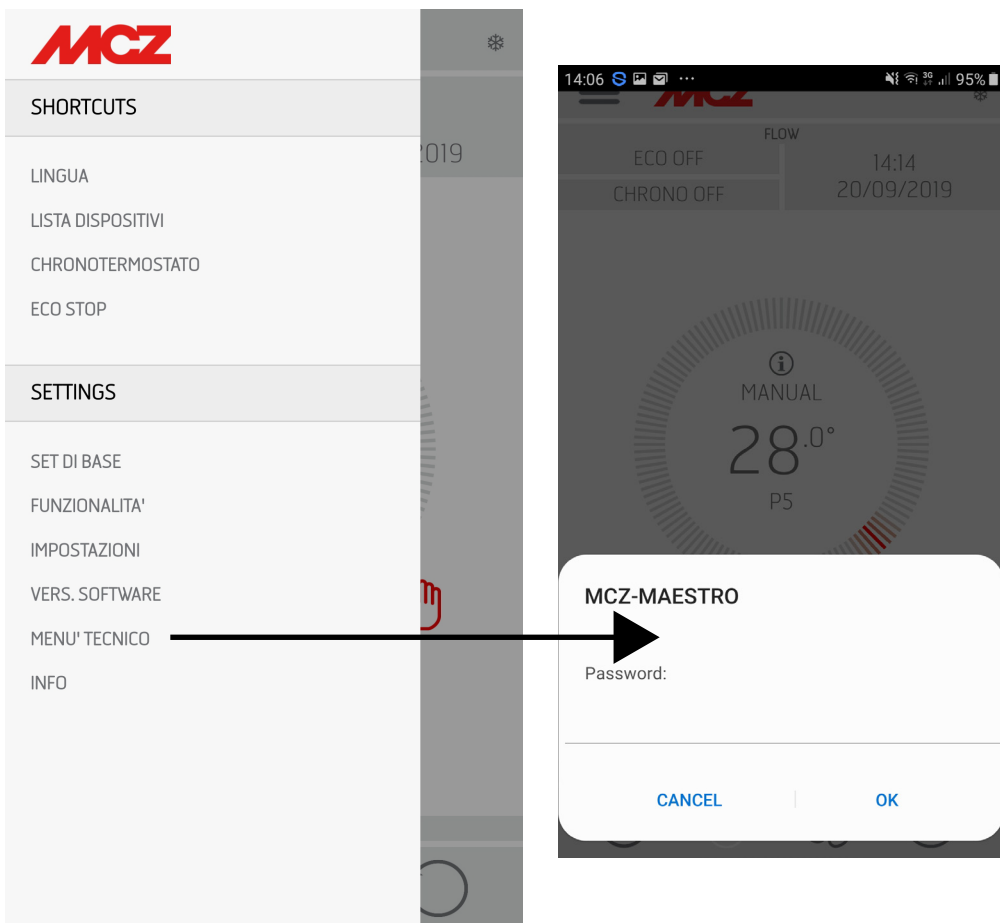 MCZ
SHORTCUTS
LINGUA
LISTA DISPOSITIVI
CHRONOTERMOSTATO
ECO STOP
SETTINGS
SET DI BASE
FUNZIONALITA'
IMPOSTAZIONI
VERS. SOFTWARE
MENU' TECNICO
INFO
2019
14:06 ... 3G 95%
MCZ
FLOW
ECO OFF
CHRONO OFF
14:14
20/09/2019
MANUAL
28.0°
P5
MCZ-MAESTRO
Password:
CANCEL
OK